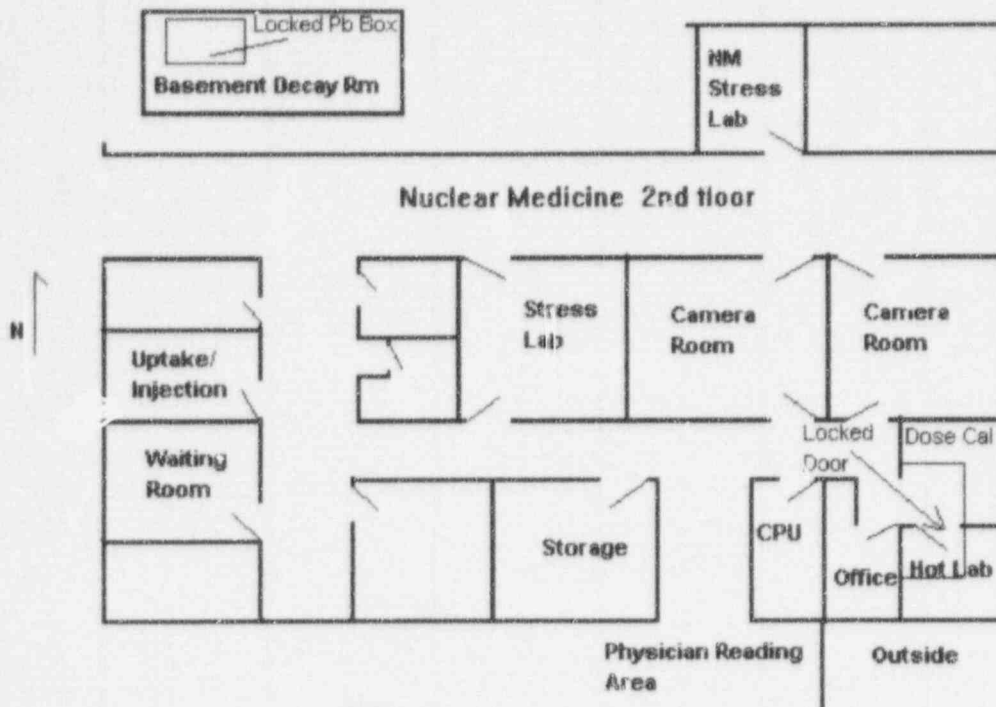 Locked Pb Box
Basement Decay Rm
NM
Stress
Lab
Nuclear Medicine 2nd floor
N
Uptake/
Injection
Stress
Lab
Camera
Room
Camera
Room
Waiting
Room
Locked
Door
Dose Cal
Storage
CPU
Office
Hot Lab
Physician Reading
Area
Outside